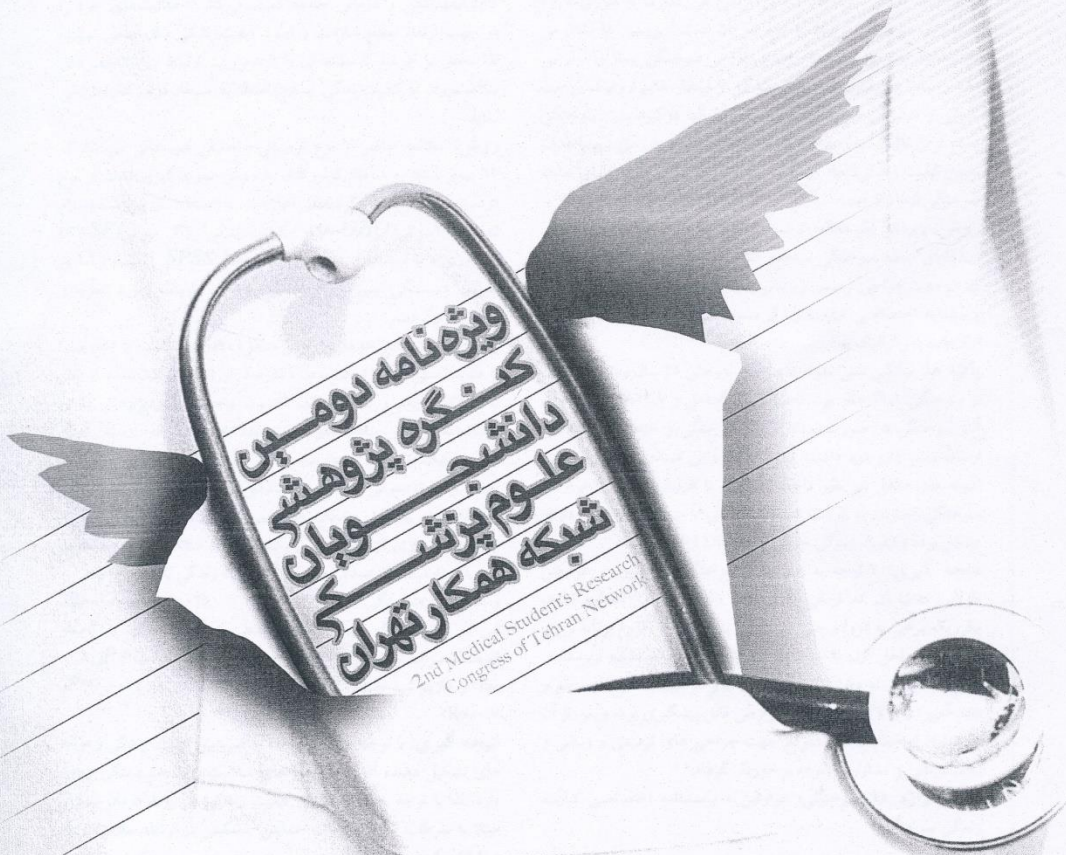 ویژه‌نامه دومین
کنگره پژوهشی
دانشجویان
علوم پزشکی
شبکه همکار تهران
2nd Medical Student's Research
Congress of Tehran Network